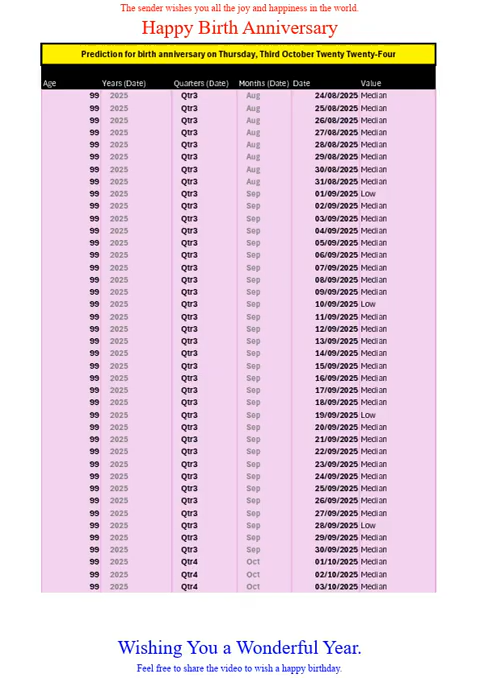 The sender wishes you all the joy and happiness in the world.
Happy Birth Anniversary
Prediction for birth anniversary on Thursday, Third October Twenty Twenty-Four
Age Years (Date) Quarters (Date) Months (Date) Date Value
99 2025 Qtr3 Aug 24/08/2025 Median
99 2025 Qtr3 Aug 25/08/2025 Median
99 2025 Qtr3 Aug 26/08/2025 Median
99 2025 Qtr3 Aug 27/08/2025 Median
99 2025 Qtr3 Aug 28/08/2025 Median
99 2025 Qtr3 Aug 29/08/2025 Median
99 2025 Qtr3 Aug 30/08/2025 Median
99 2025 Qtr3 Aug 31/08/2025 Median
99 2025 Qtr3 Sep 01/09/2025 Low
99 2025 Qtr3 Sep 02/09/2025 Median
99 2025 Qtr3 Sep 03/09/2025 Median
99 2025 Qtr3 Sep 04/09/2025 Median
99 2025 Qtr3 Sep 05/09/2025 Median
99 2025 Qtr3 Sep 06/09/2025 Median
99 2025 Qtr3 Sep 07/09/2025 Median
99 2025 Qtr3 Sep 08/09/2025 Median
99 2025 Qtr3 Sep 09/09/2025 Median
99 2025 Qtr3 Sep 10/09/2025 Low
99 2025 Qtr3 Sep 11/09/2025 Median
99 2025 Qtr3 Sep 12/09/2025 Median
99 2025 Qtr3 Sep 13/09/2025 Median
99 2025 Qtr3 Sep 14/09/2025 Median
99 2025 Qtr3 Sep 15/09/2025 Median
99 2025 Qtr3 Sep 16/09/2025 Median
99 2025 Qtr3 Sep 17/09/2025 Median
99 2025 Qtr3 Sep 18/09/2025 Median
99 2025 Qtr3 Sep 19/09/2025 Low
99 2025 Qtr3 Sep 20/09/2025 Median
99 2025 Qtr3 Sep 21/09/2025 Median
99 2025 Qtr3 Sep 22/09/2025 Median
99 2025 Qtr3 Sep 23/09/2025 Median
99 2025 Qtr3 Sep 24/09/2025 Median
99 2025 Qtr3 Sep 25/09/2025 Median
99 2025 Qtr3 Sep 26/09/2025 Median
99 2025 Qtr3 Sep 27/09/2025 Median
99 2025 Qtr3 Sep 28/09/2025 Low
99 2025 Qtr3 Sep 29/09/2025 Median
99 2025 Qtr3 Sep 30/09/2025 Median
99 2025 Qtr4 Oct 01/10/2025 Median
99 2025 Qtr4 Oct 02/10/2025 Median
99 2025 Qtr4 Oct 03/10/2025 Median
Wishing You a Wonderful Year.
Feel free to share the video to wish a happy birthday.